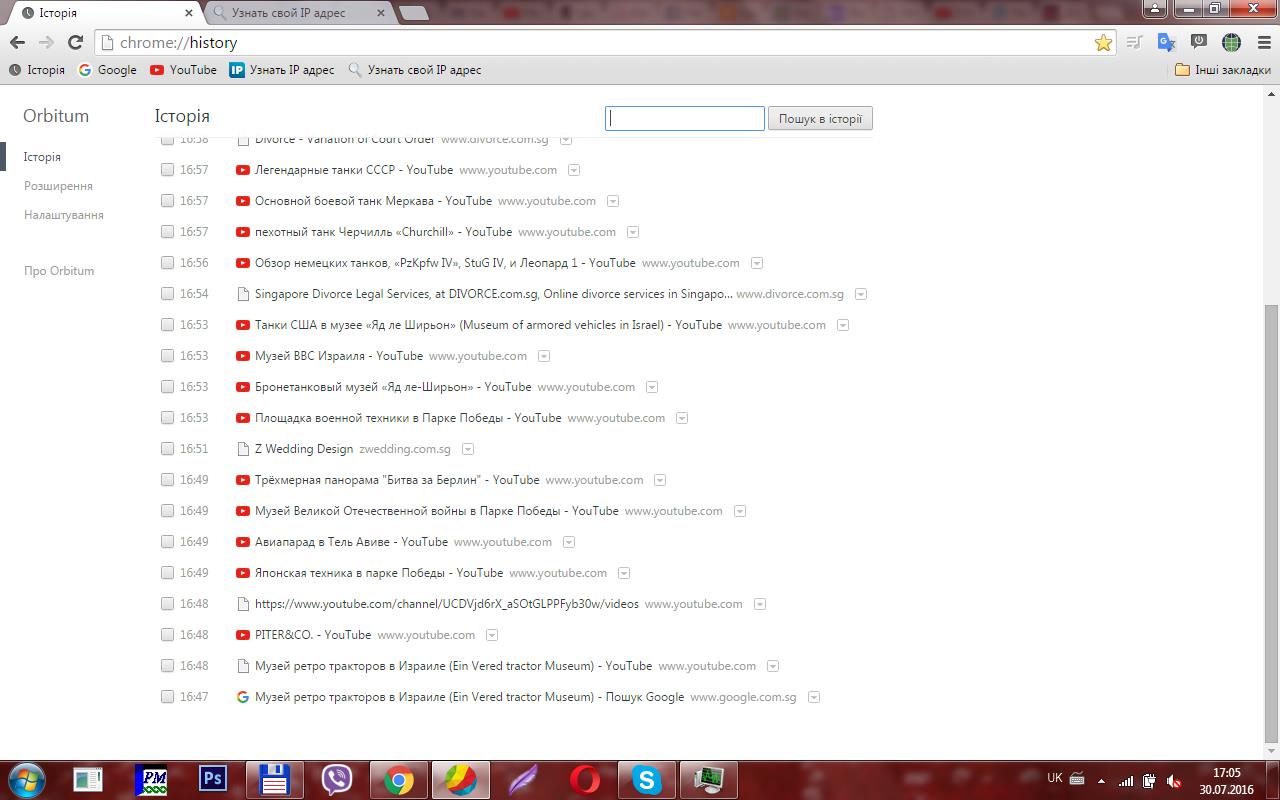 Історія
Узнать свой IP адрес
chrome://history
Історія
Google
YouTube
IP Узнать IP адрес
Узнать свой IP адрес
Інші закладки
Orbitum
Історія
Пошук в історії
Історія
Розширення
Налаштування
Про Orbitum
16:58 Divorce - Variation of Court Order www.divorce.com.sg
16:57 Легендарные танки СССР - YouTube www.youtube.com
16:57 Основной боевой танк Меркава - YouTube www.youtube.com
16:57 пехотный танк Черчилль «Churchill» - YouTube www.youtube.com
16:56 Обзор немецких танков, «PzKpfw IV», StuG IV, и Леопард 1 - YouTube www.youtube.com
16:54 Singapore Divorce Legal Services, at DIVORCE.com.sg, Online divorce services in Singapo... www.divorce.com.sg
16:53 Танки США в музее «Яд ле Ширьон» (Museum of armored vehicles in Israel) - YouTube www.youtube.com
16:53 Музей ВВС Израиля - YouTube www.youtube.com
16:53 Бронетанковый музей «Яд ле-Ширьон» - YouTube www.youtube.com
16:53 Площадка военной техники в Парке Победы - YouTube www.youtube.com
16:51 Z Wedding Design zwedding.com.sg
16:49 Трёхмерная панорама "Битва за Берлин" - YouTube www.youtube.com
16:49 Музей Великой Отечественной войны в Парке Победы - YouTube www.youtube.com
16:49 Авиапарад в Тель Авиве - YouTube www.youtube.com
16:49 Японская техника в парке Победы - YouTube www.youtube.com
16:48 https://www.youtube.com/channel/UCDVjd6rX_aSOtGLPPFyb30w/videos www.youtube.com
16:48 PITER&CO. - YouTube www.youtube.com
16:48 Музей ретро тракторов в Израиле (Ein Vered tractor Museum) - YouTube www.youtube.com
16:47 Музей ретро тракторов в Израиле (Ein Vered tractor Museum) - Пошук Google www.google.com.sg
PM
Ps
UK
17:05
30.07.2016